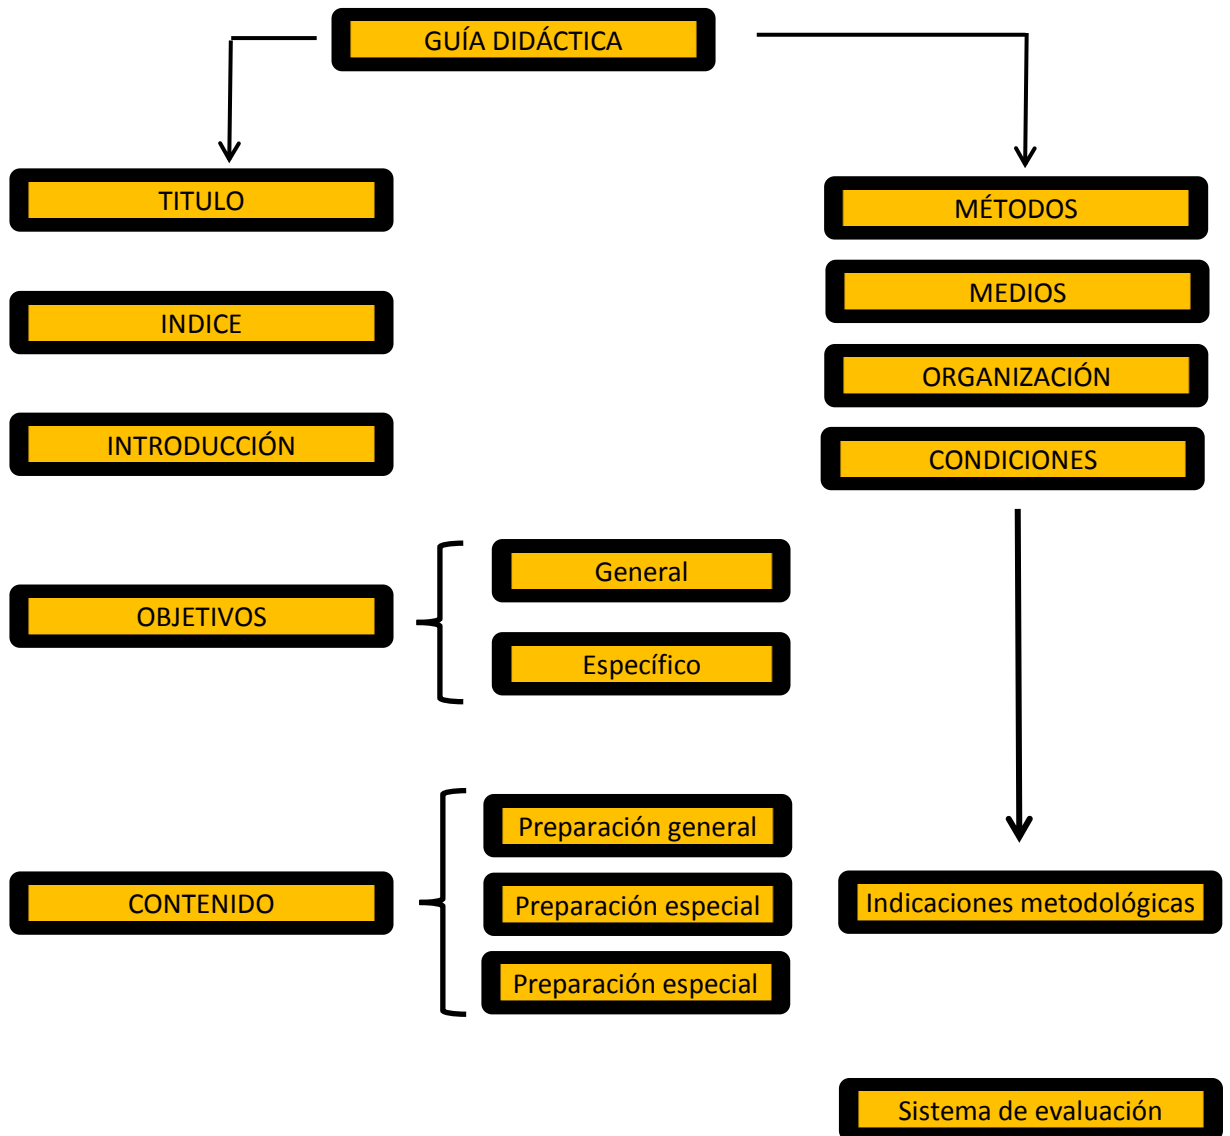 GUÍA DIDÁCTICA
TITULO
INDICE
INTRODUCCIÓN
OBJETIVOS
General
Específico
CONTENIDO
Preparación general
Preparación especial
Preparación especial
MÉTODOS
MEDIOS
ORGANIZACIÓN
CONDICIONES
Indicaciones metodológicas
Sistema de evaluación